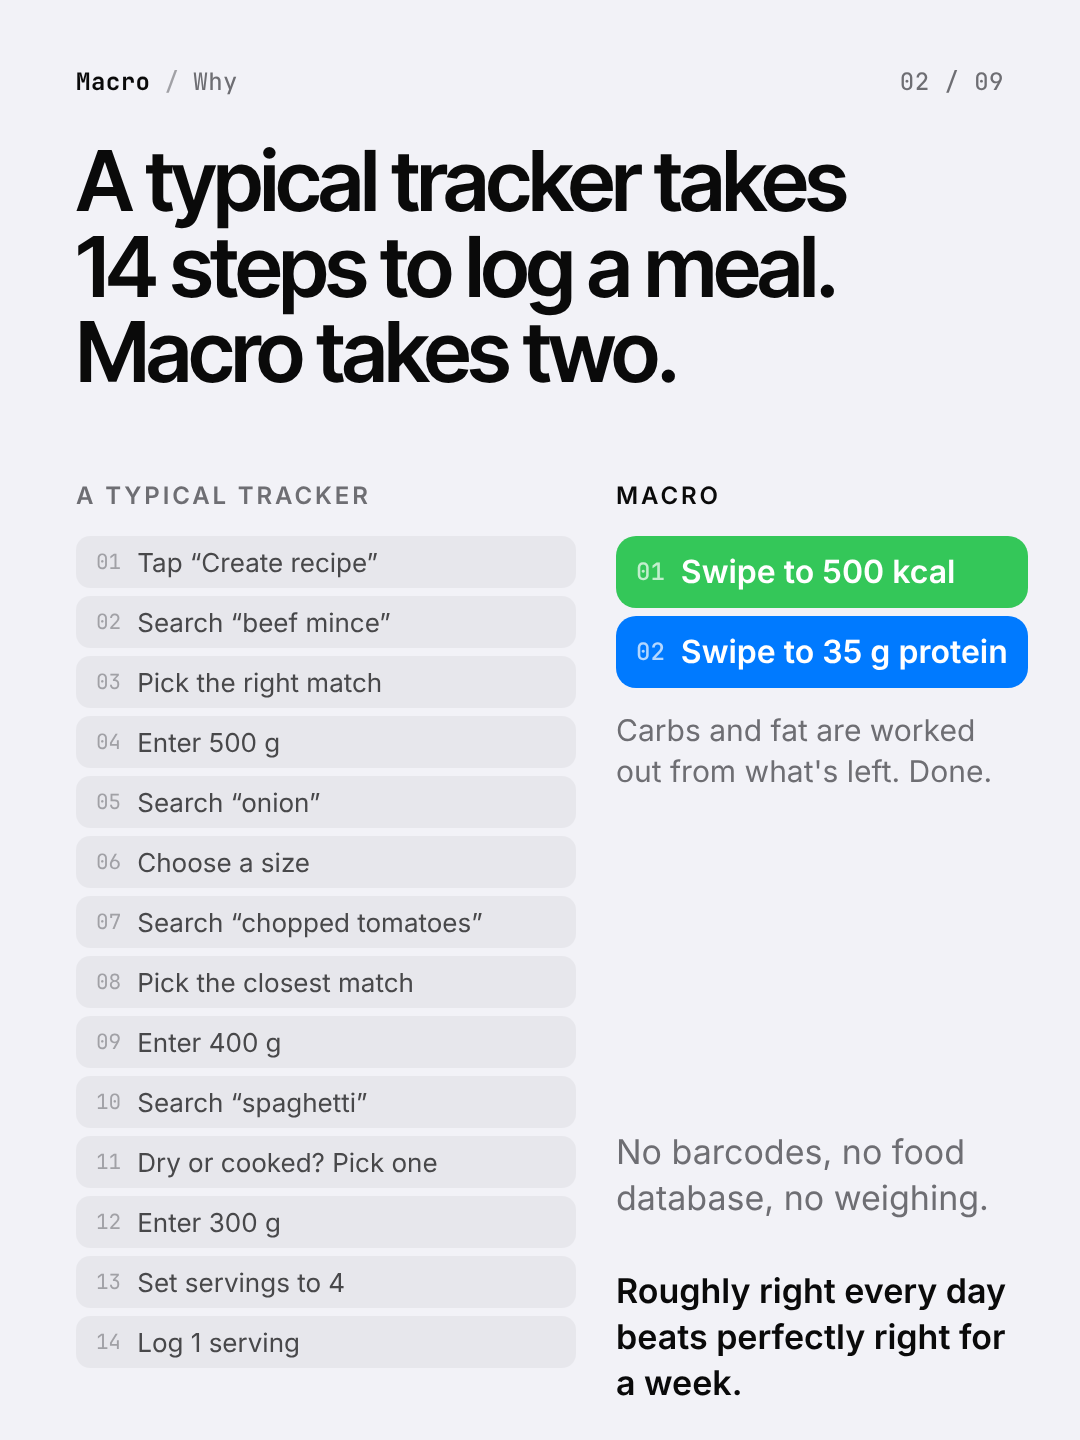 Macro / Why
02 / 09
A typical tracker takes
14 steps to log a meal.
Macro takes two.
A TYPICAL TRACKER
01 Tap “Create recipe”
02 Search “beef mince”
03 Pick the right match
04 Enter 500 g
05 Search “onion”
06 Choose a size
07 Search “chopped tomatoes”
08 Pick the closest match
09 Enter 400 g
10 Search “spaghetti”
11 Dry or cooked? Pick one
12 Enter 300 g
13 Set servings to 4
14 Log 1 serving
MACRO
01 Swipe to 500 kcal
02 Swipe to 35 g protein
Carbs and fat are worked
out from what's left. Done.
No barcodes, no food
database, no weighing.
Roughly right every day
beats perfectly right for
a week.